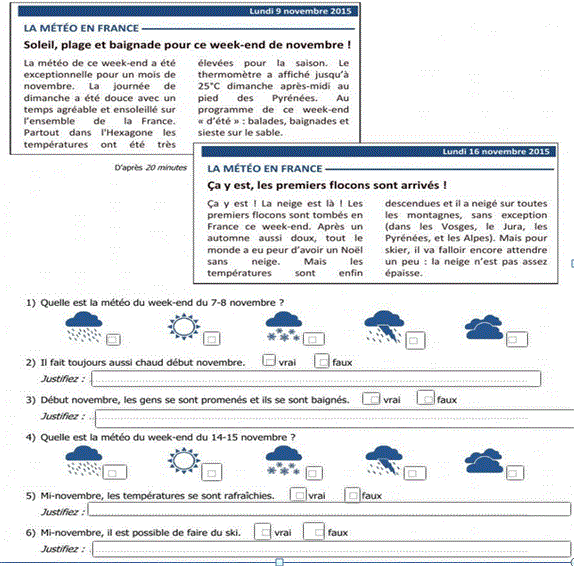 Lundi 9 novembre 2015
LA MÉTÉO EN FRANCE
Soleil, plage et baignade pour ce week-end de novembre !
La météo de ce week-end a été
exceptionnelle pour un mois de
novembre. La journée de
dimanche a été douce avec un
temps agréable et ensoleillé sur
l'ensemble de la France.
Partout dans l'Hexagone les
températures ont été très
élevées pour la saison. Le
thermomètre a affiché jusqu'à
25°C dimanche après-midi au
pied des Pyrénées. Au
programme de ce week-end
« d'été » : balades, baignades et
sieste sur le sable.
D'après 20 minutes
Lundi 16 novembre 2015
LA MÉTÉO EN FRANCE
Ça y est, les premiers flocons sont arrivés !
Ça y est ! La neige est là ! Les
premiers flocons sont tombés en
France ce week-end. Après un
automne aussi doux, tout le
monde a eu peur d'avoir un Noël
sans neige. Mais les
températures sont enfin
descendues et il a neigé sur toutes
les montagnes, sans exception
(dans les Vosges, le Jura, les
Pyrénées, et les Alpes). Mais pour
skier, il va falloir encore attendre
un peu : la neige n'est pas assez
épaisse.
1) Quelle est la météo du week-end du 7-8 novembre ?
2) Il fait toujours aussi chaud début novembre. vrai faux
Justifiez :
3) Début novembre, les gens se sont promenés et ils se sont baignés. vrai faux
Justifiez :
4) Quelle est la météo du week-end du 14-15 novembre ?
5) Mi-novembre, les températures se sont rafraîchies. vrai faux
Justifiez :
6) Mi-novembre, il est possible de faire du ski. vrai faux
Justifiez :